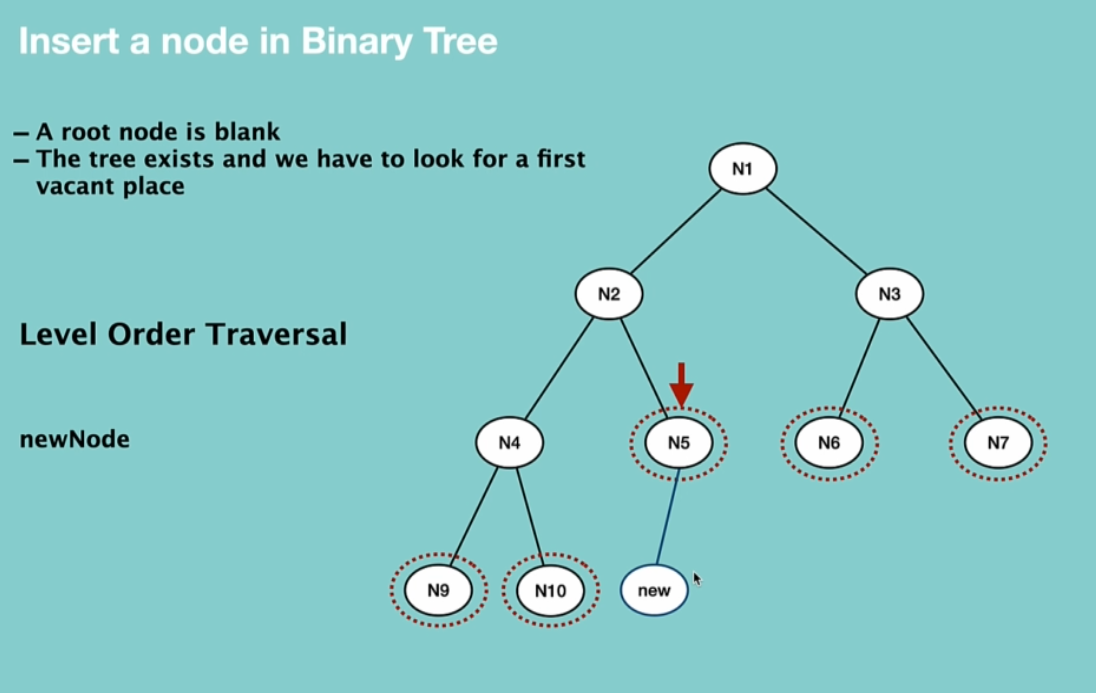 Insert a node in Binary Tree
– A root node is blank
– The tree exists and we have to look for a first
vacant place
N1
N2
N3
Level Order Traversal
newNode
N4
N5
N6
N7
N9
N10
new